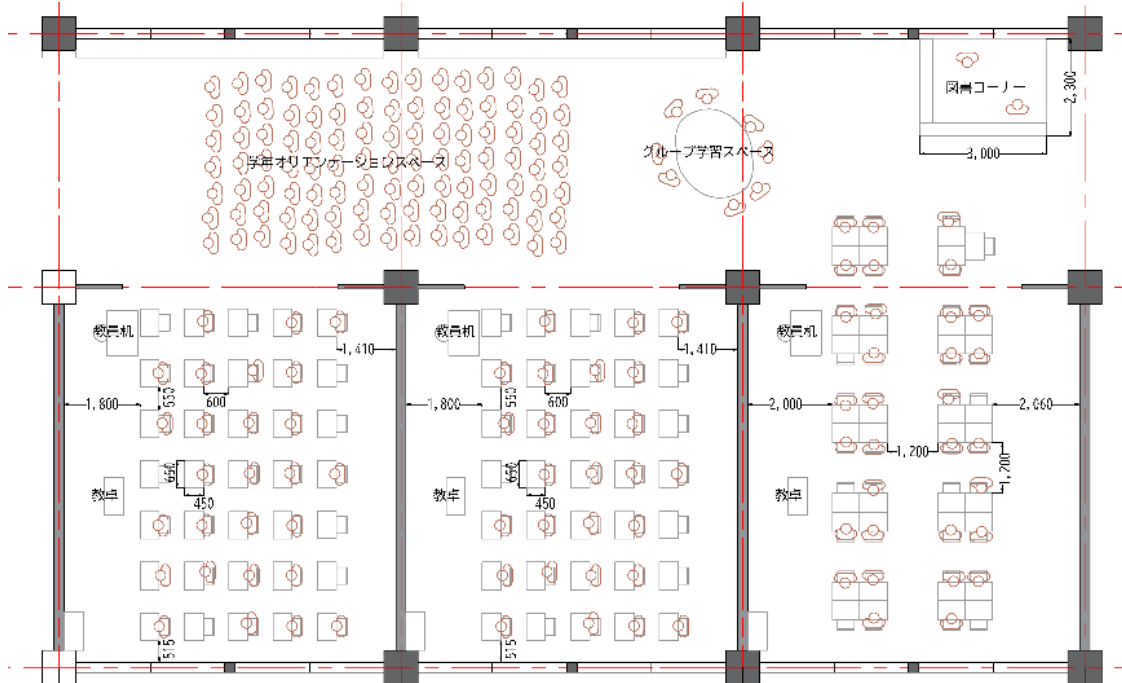 図書コーナー
2,300
3,000
学年オリエンテーションスペース
グループ学習スペース
教員机
教員机
教員机
1,410
1,410
1,800
550
600
1,800
550
600
2,000
2,060
1,200
1,200
650
450
650
450
教卓
教卓
教卓
515
515